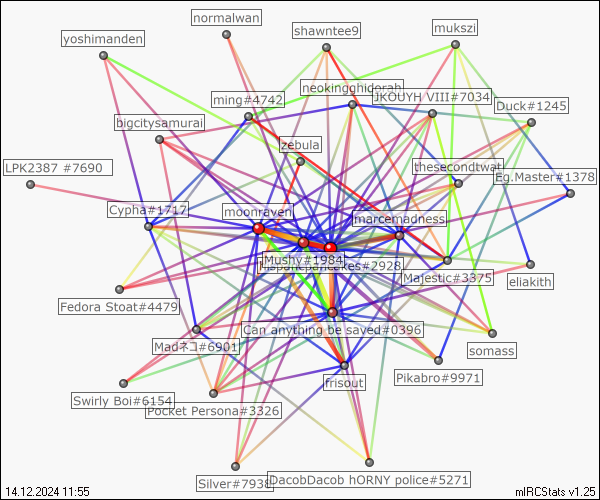 normalwan
mukszi
shawntee9
yoshimanden
neokingghidorah
JKOUYH VIII#7034
ming#4742
Duck#1245
bigcitysamurai
zebula
thesecondtwat
LPK2387 #7690
Eg.Master#1378
Cypha#1717
moonraven
marcemadness
Mushy#1984
#2928
Majestic#3375
eliakith
Fedora Stoat#4479
Can anything be saved#0396
Madネコ#6901
somass
Pikabro#9971
frisout
Swirly Boi#6154
Pocket Persona#3326
Silver#7938
DacobDacob hORNY police#5271
14.12.2024 11:55
mIRCStats v1.25